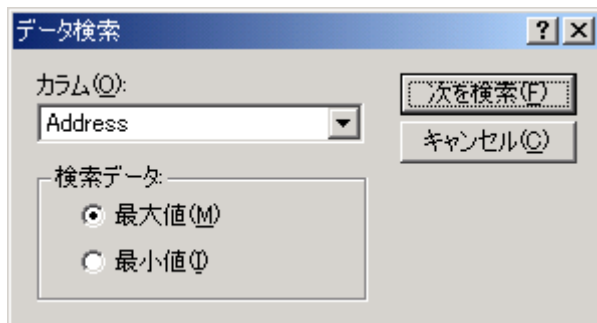 データ検索
カラム(O):
Address
次を検索(F)
キャンセル(C)
検索データ:
最大値(M)
最小値(I)